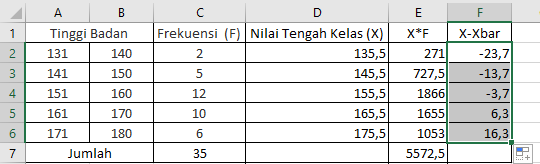 A B C D E F
1 Tinggi Badan Frekuensi (F) Nilai Tengah Kelas (X) X*F X-Xbar
2 131 140 2 135,5 271 -23,7
3 141 150 5 145,5 727,5 -13,7
4 151 160 12 155,5 1866 -3,7
5 161 170 10 165,5 1655 6,3
6 171 180 6 175,5 1053 16,3
7 Jumlah 35 5572,5